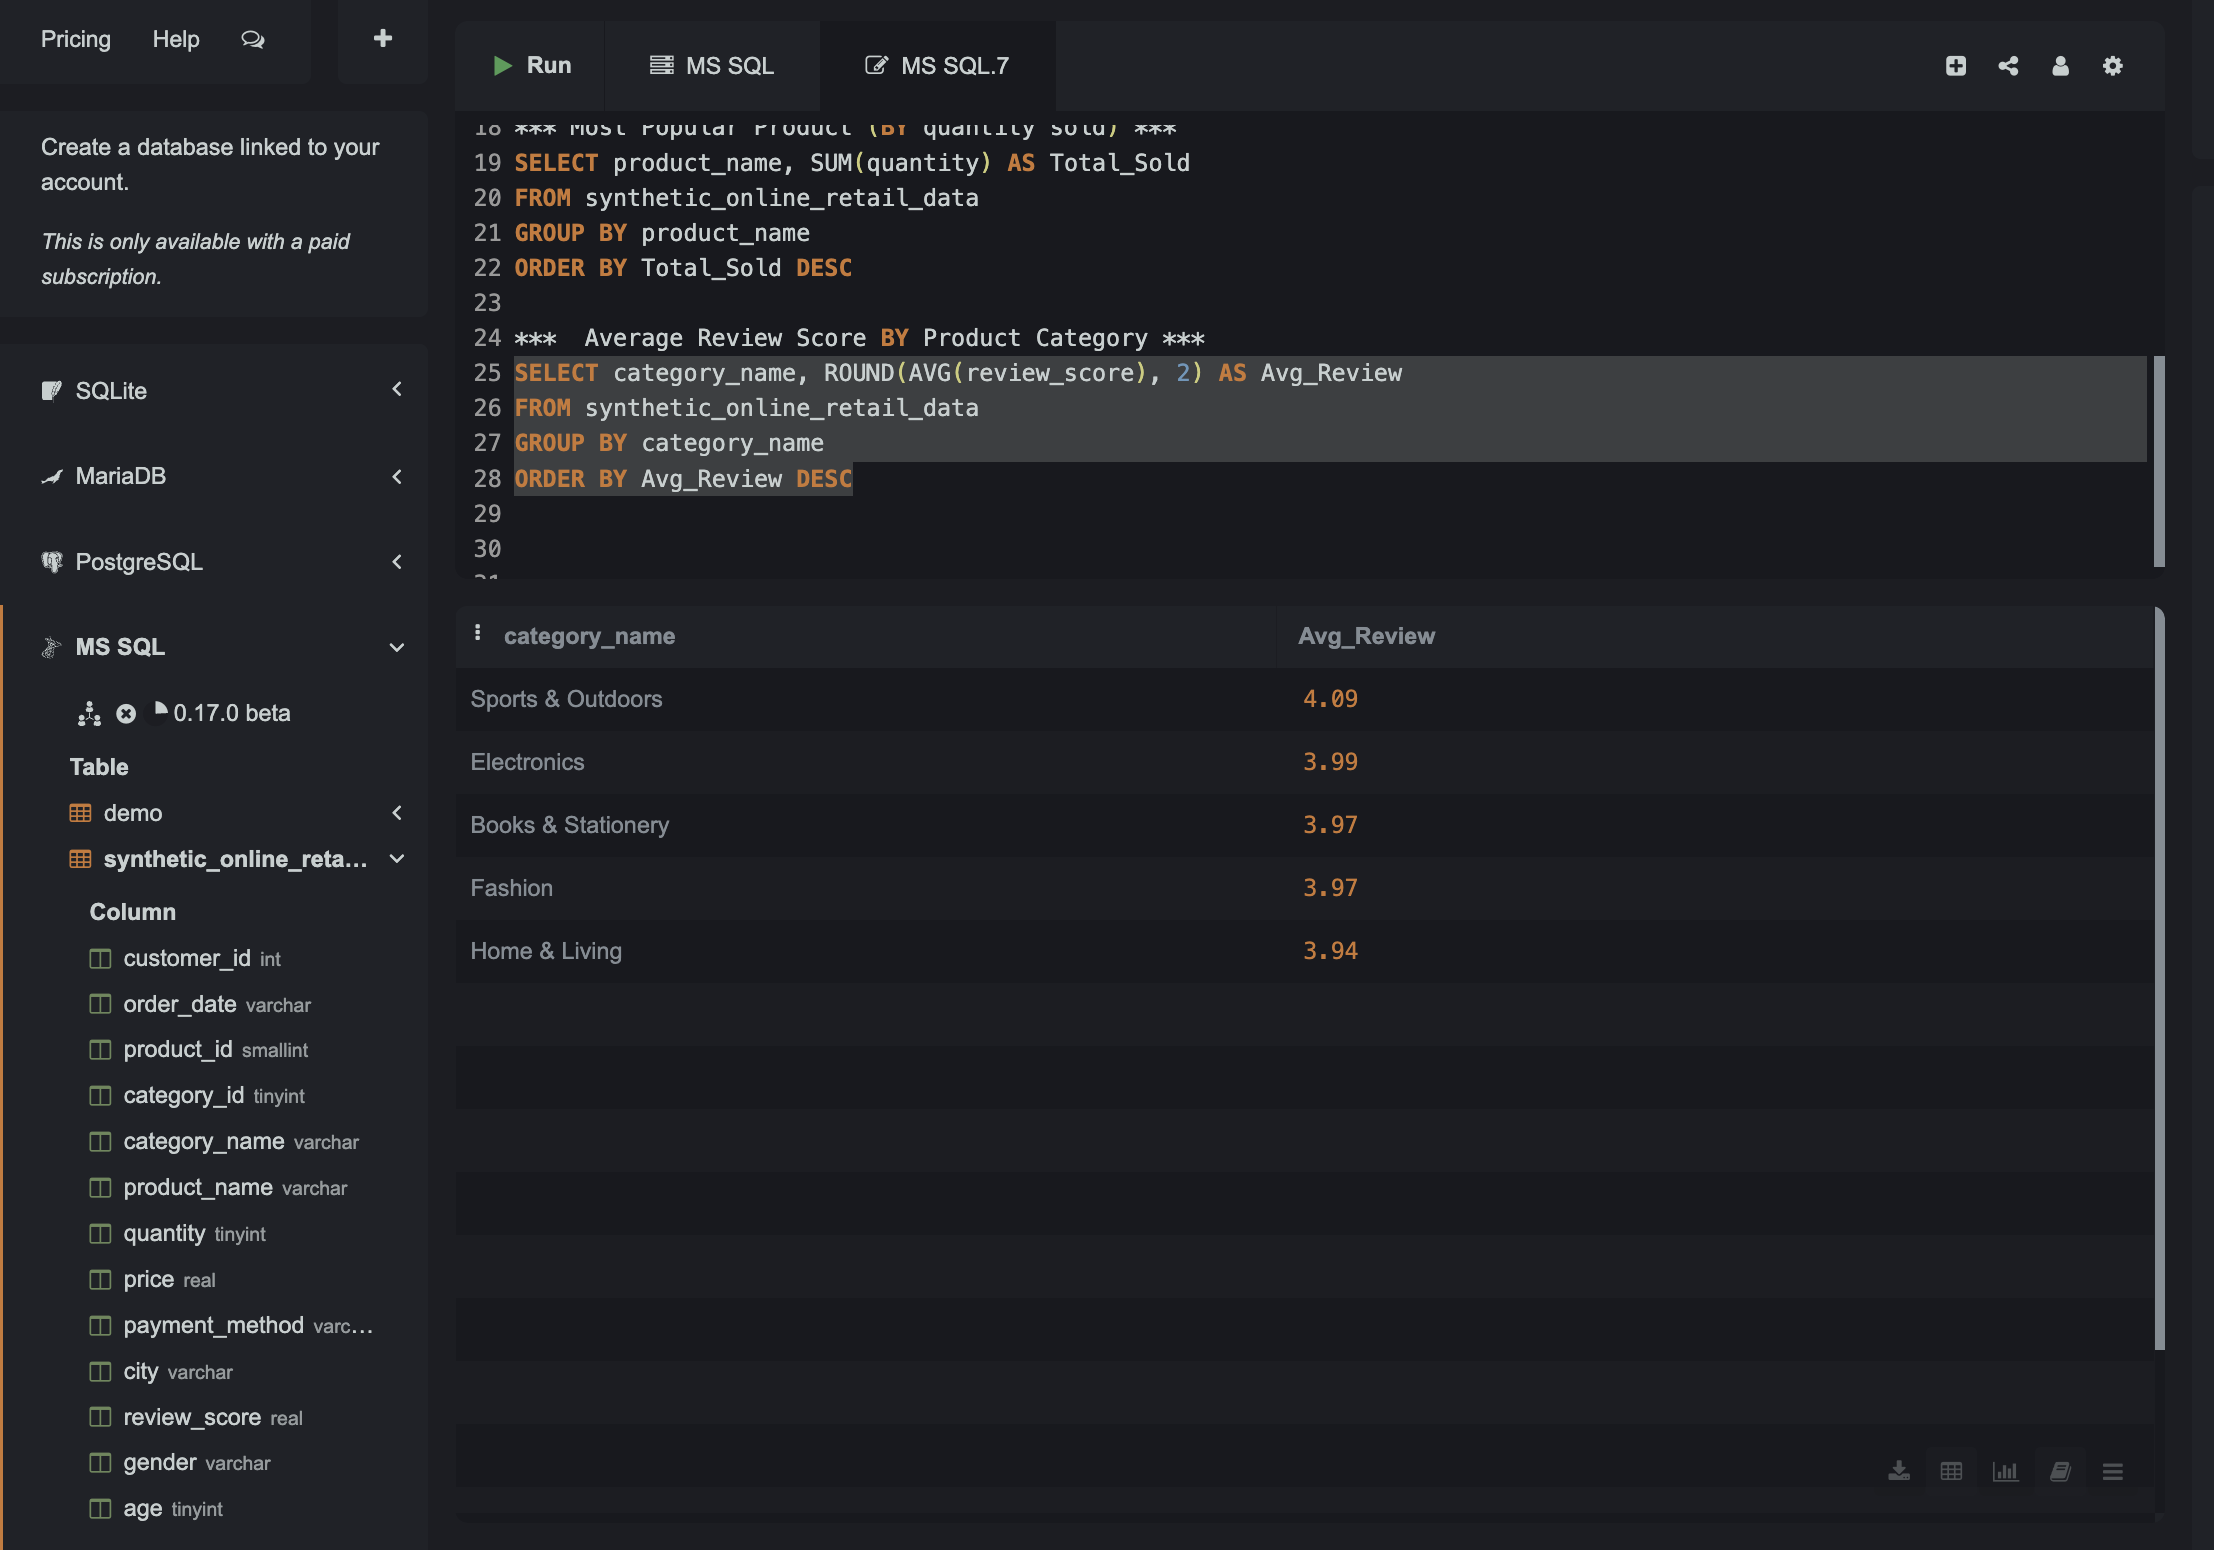 Pricing Help
Run MS SQL MS SQL.7
Create a database linked to your
account.
This is only available with a paid
subscription.
SQLite
MariaDB
PostgreSQL
MS SQL
0.17.0 beta
Table
demo
synthetic_online_reta...
Column
customer_id int
order_date varchar
product_id smallint
category_id tinyint
category_name varchar
product_name varchar
quantity tinyint
price real
payment_method varc...
city varchar
review_score real
gender varchar
age tinyint
18 *** Most Popular Product (BY quantity sold) ***
19 SELECT product_name, SUM(quantity) AS Total_Sold
20 FROM synthetic_online_retail_data
21 GROUP BY product_name
22 ORDER BY Total_Sold DESC
23
24 ***  Average Review Score BY Product Category ***
25 SELECT category_name, ROUND(AVG(review_score), 2) AS Avg_Review
26 FROM synthetic_online_retail_data
27 GROUP BY category_name
28 ORDER BY Avg_Review DESC
29
30
31
category_name Avg_Review
Sports & Outdoors 4.09
Electronics 3.99
Books & Stationery 3.97
Fashion 3.97
Home & Living 3.94